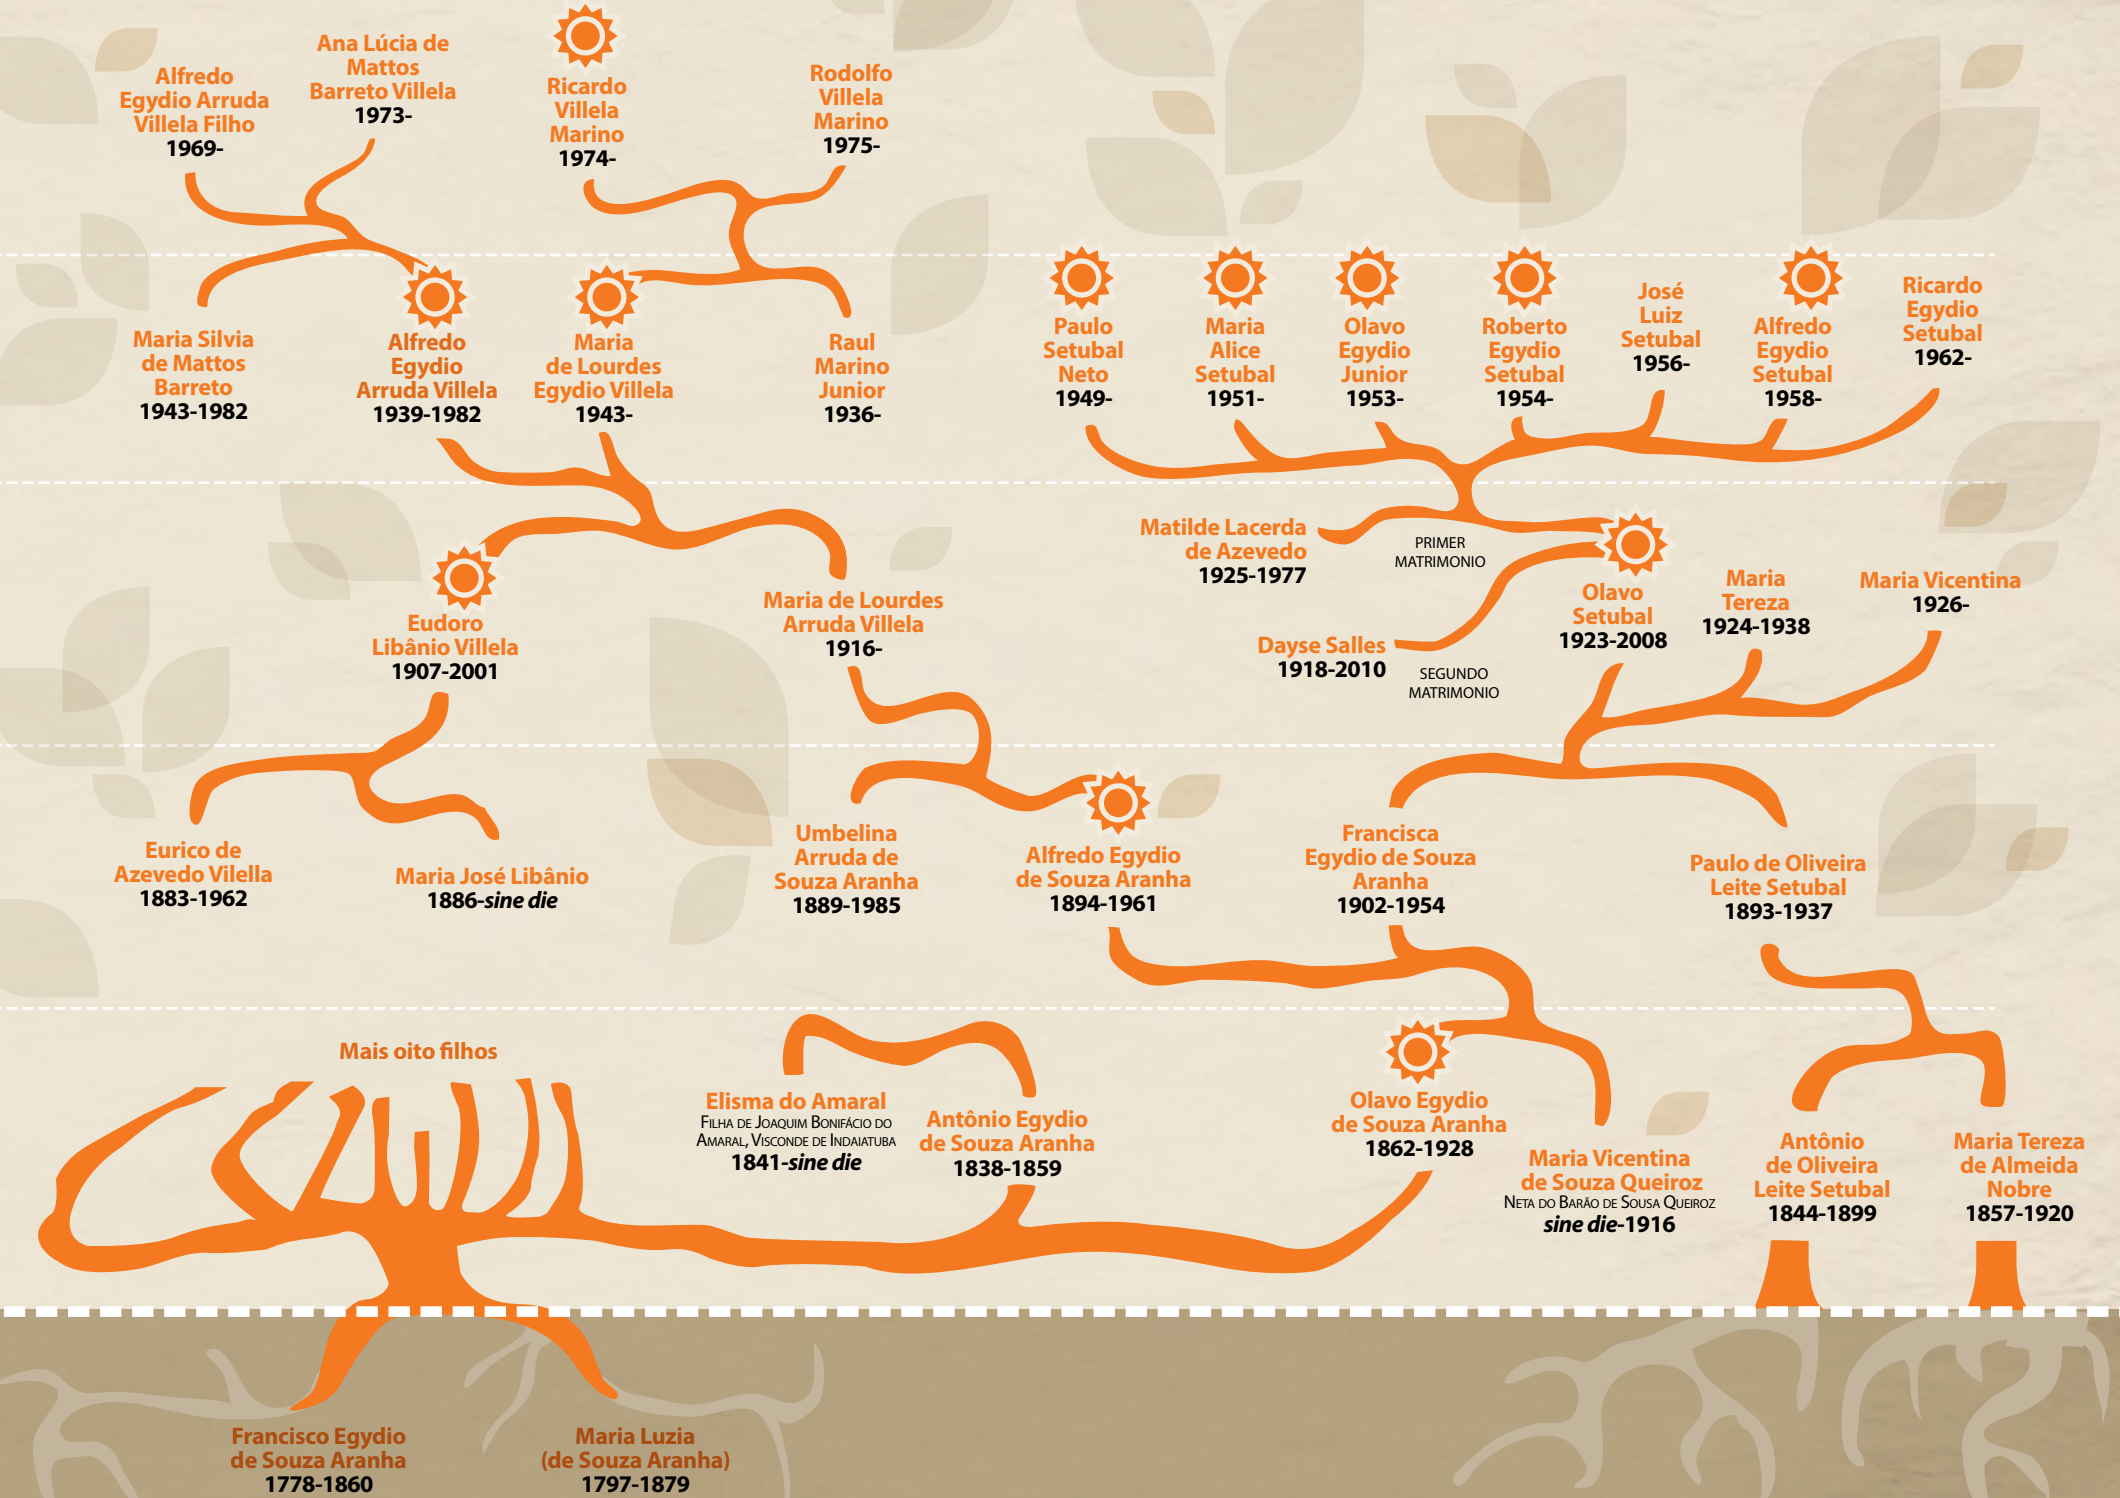 Alfredo
Egydio Arruda
Villela Filho
1969-
Ana Lúcia de
Mattos
Barreto Villela
1973-
Ricardo
Villela
Marino
1974-
Rodolfo
Villela
Marino
1975-
Maria Silvia
de Mattos
Barreto
1943-1982
Alfredo
Egydio
Arruda Villela
1939-1982
Maria
de Lourdes
Egydio Villela
1943-
Raul
Marino
Junior
1936-
Paulo
Setubal
Neto
1949-
Maria
Alice
Setubal
1951-
Olavo
Egydio
Junior
1953-
Roberto
Egydio
Setubal
1954-
José
Luiz
Setubal
1956-
Alfredo
Egydio
Setubal
1958-
Ricardo
Egydio
Setubal
1962-
Eudoro
Libânio Villela
1907-2001
Maria de Lourdes
Arruda Villela
1916-
Matilde Lacerda
de Azevedo
1925-1977
PRIMER
MATRIMONIO
Dayse Salles
1918-2010
SEGUNDO
MATRIMONIO
Olavo
Setubal
1923-2008
Maria
Tereza
1924-1938
Maria Vicentina
1926-
Eurico de
Azevedo Vilella
1883-1962
Maria José Libânio
1886-sine die
Umbelina
Arruda de
Souza Aranha
1889-1985
Alfredo Egydio
de Souza Aranha
1894-1961
Francisca
Egydio de Souza
Aranha
1902-1954
Paulo de Oliveira
Leite Setubal
1893-1937
Mais oito filhos
Elisma do Amaral
FILHA DE JOAQUIM BONIFÁCIO DO
AMARAL, VISCONDE DE INDAIATUBA
1841-sine die
Antônio Egydio
de Souza Aranha
1838-1859
Olavo Egydio
de Souza Aranha
1862-1928
Maria Vicentina
de Souza Queiroz
NETA DO BARÃO DE SOUSA QUEIROZ
sine die-1916
Antônio
de Oliveira
Leite Setubal
1844-1899
Maria Tereza
de Almeida
Nobre
1857-1920
Francisco Egydio
de Souza Aranha
1778-1860
Maria Luzia
(de Souza Aranha)
1797-1879